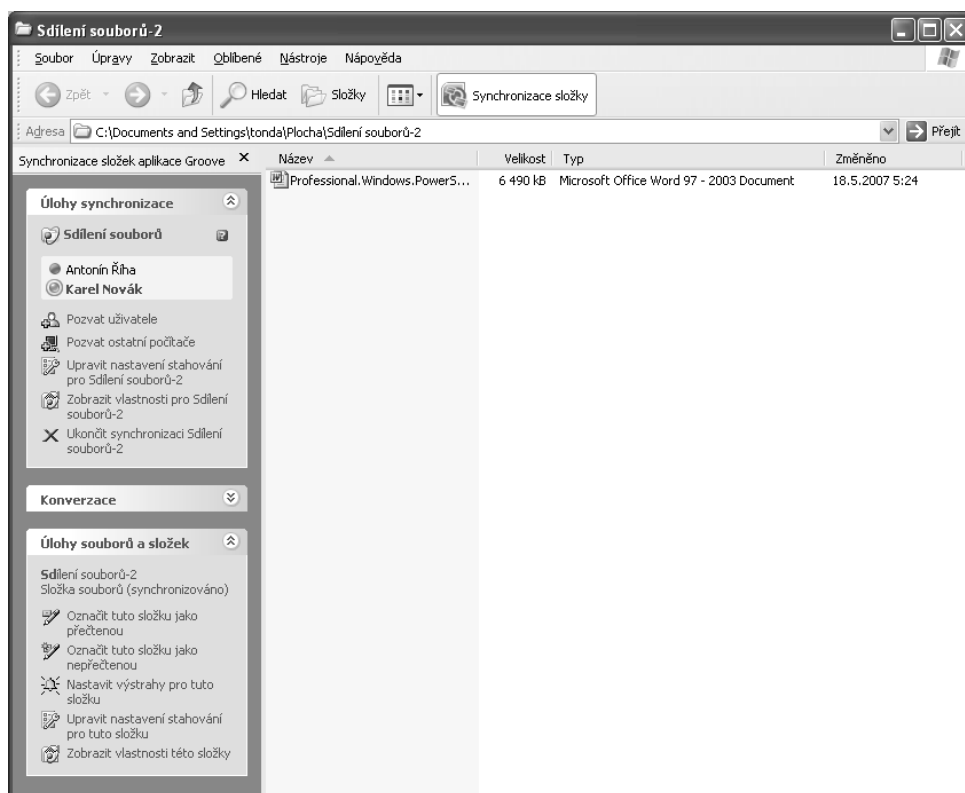 Sdílení souborů-2
Soubor Úpravy Zobrazit Oblíbené Nástroje Nápověda
Zpět Hledat Složky Synchronizace složky
Adresa C:\Documents and Settings\tonda\Plocha\Sdílení souborů-2 Přejít
Synchronizace složek aplikace Groove X Název Velikost Typ Změněno
Professional.Windows.PowerS... 6 490 kB Microsoft Office Word 97 - 2003 Document 18.5.2007 5:24
Úlohy synchronizace
Sdílení souborů
Antonín Říha
Karel Novák
Pozvat uživatele
Pozvat ostatní počítače
Upravit nastavení stahování
pro Sdílení souborů-2
Zobrazit vlastnosti pro Sdílení
souborů-2
Ukončit synchronizaci Sdílení
souborů-2
Konverzace
Úlohy souborů a složek
Sdílení souborů-2
Složka souborů (synchronizováno)
Označit tuto složku jako
přečtenou
Označit tuto složku jako
nepřečtenou
Nastavit výstrahy pro tuto
složku
Upravit nastavení stahování
pro tuto složku
Zobrazit vlastnosti této složky